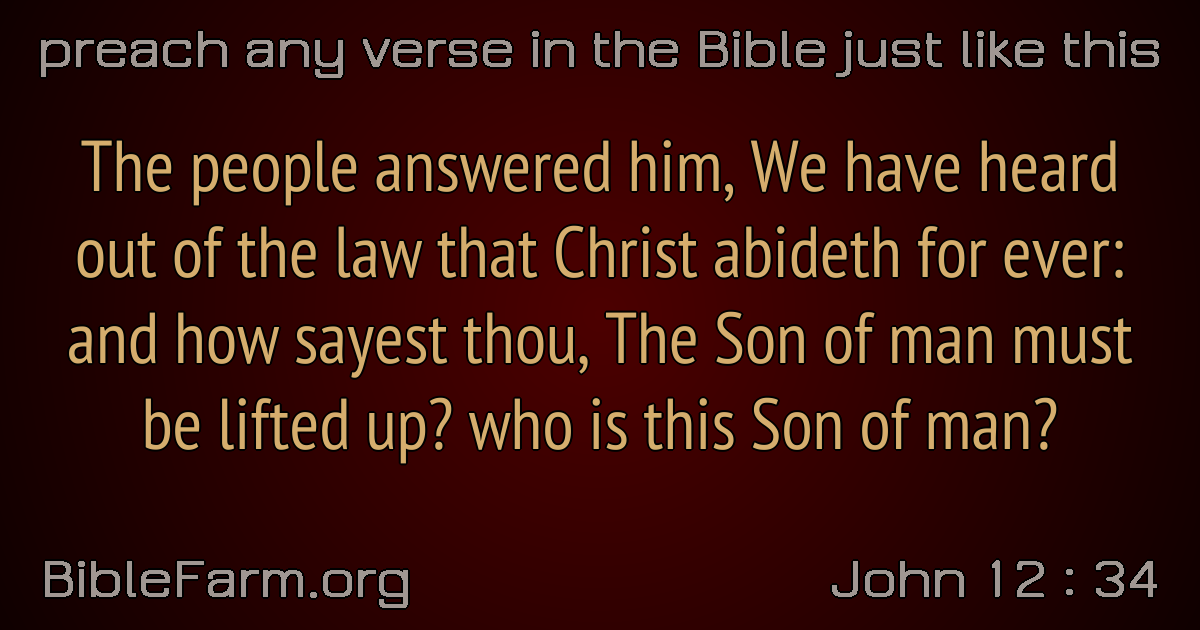 preach any verse in the Bible just like this
The people answered him, We have heard
out of the law that Christ abideth for ever:
and how sayest thou, The Son of man must
be lifted up? who is this Son of man?
BibleFarm.org
John 12 : 34